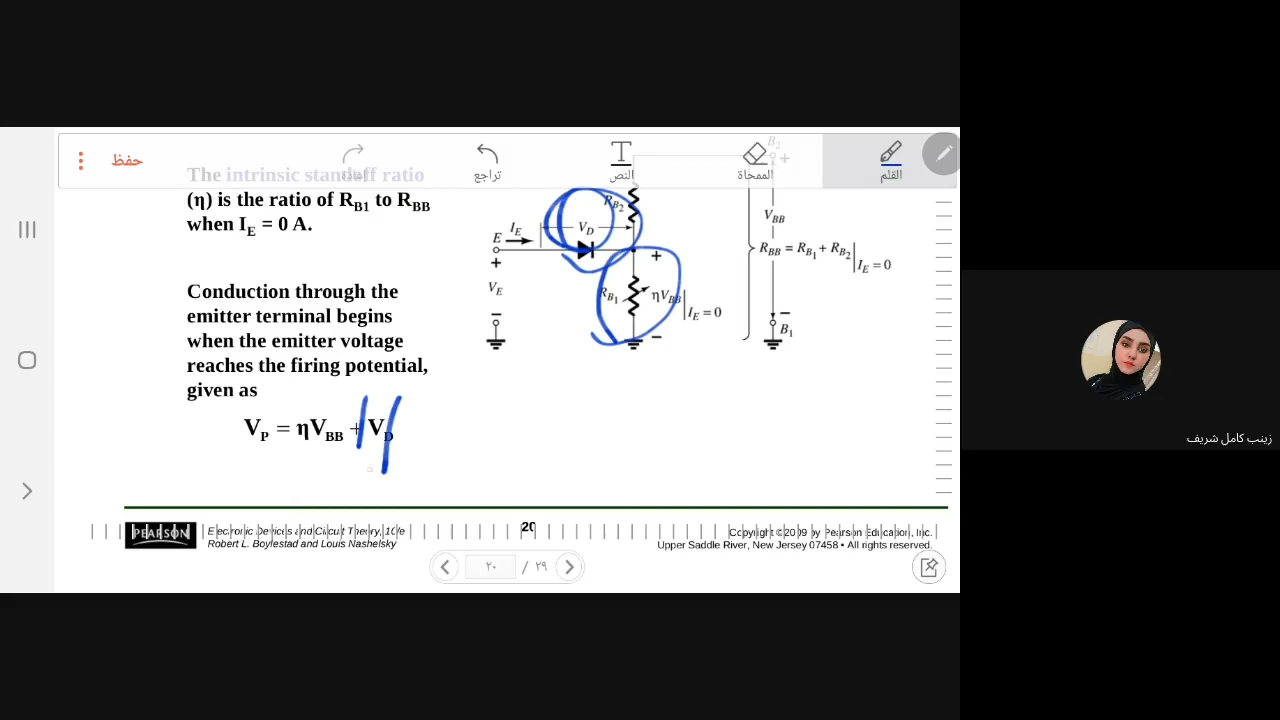 حفظ
إعادة
تراجع
النص
الممحاة
القلم
The intrinsic standoff ratio
(η) is the ratio of RB1 to RBB
when IE = 0 A.
Conduction through the
emitter terminal begins
when the emitter voltage
reaches the firing potential,
given as
VP = ηVBB + VD
B2
+
RB2
IE
VD
E
+
VE
−
+
RB1
ηVBB
IE = 0
−
VBB
RBB = RB1 + RB2
IE = 0
−
B1
PEARSON
Electronic Devices and Circuit Theory, 10/e
Robert L. Boylestad and Louis Nashelsky
20
Copyright ©2009 by Pearson Education, Inc.
Upper Saddle River, New Jersey 07458 • All rights reserved.
٢٠ / ٢٩
زينب كامل شريف